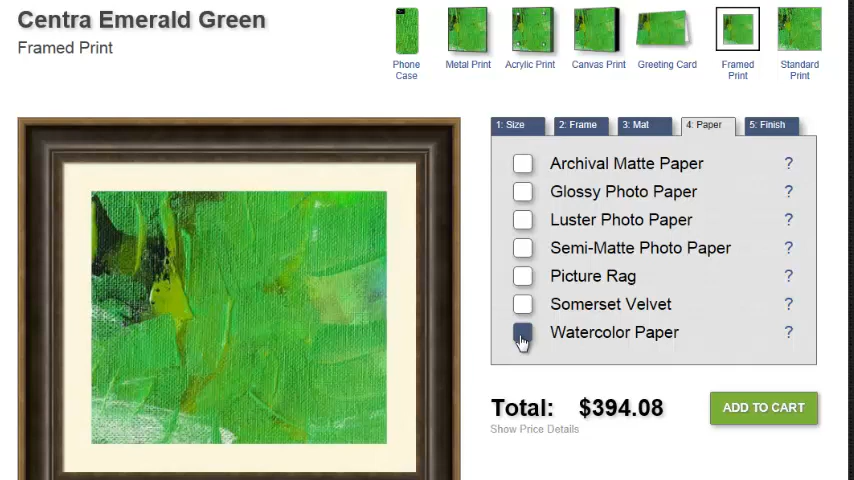 Centra Emerald Green
Framed Print
Phone
Case
Metal Print
Acrylic Print
Canvas Print
Greeting Card
Framed
Print
Standard
Print
1: Size
2: Frame
3: Mat
4: Paper
5: Finish
Archival Matte Paper ?
Glossy Photo Paper ?
Luster Photo Paper ?
Semi-Matte Photo Paper ?
Picture Rag ?
Somerset Velvet ?
Watercolor Paper ?
Total: $394.08
ADD TO CART
Show Price Details